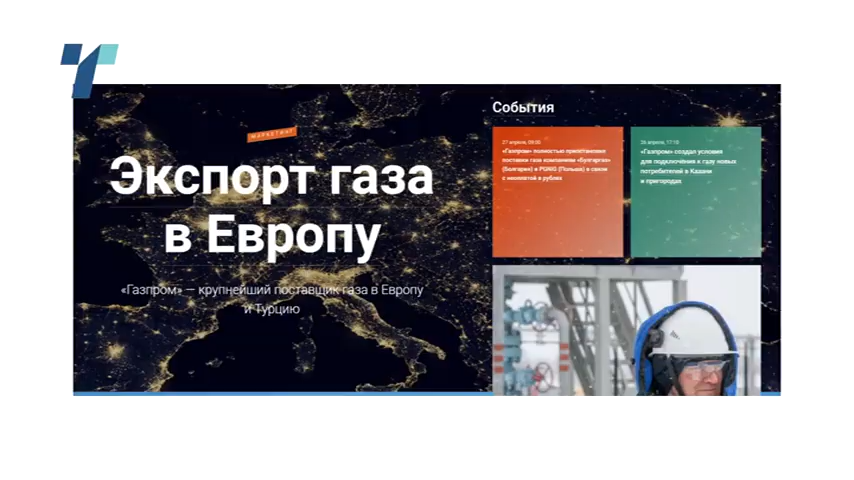 МАРКЕТИНГ
Экспорт газа
в Европу
«Газпром» — крупнейший поставщик газа в Европу
и Турцию
События
27 апреля, 09:05
«Газпром» полностью приостановил
поставки газа компаниям «Булгаргаз»
(Болгария) и PGNiG (Польша) в связи
с неоплатой в рублях
26 апреля, 17:10
«Газпром» создал условия
для подключения к газу новых
потребителей в Казани
и пригородах